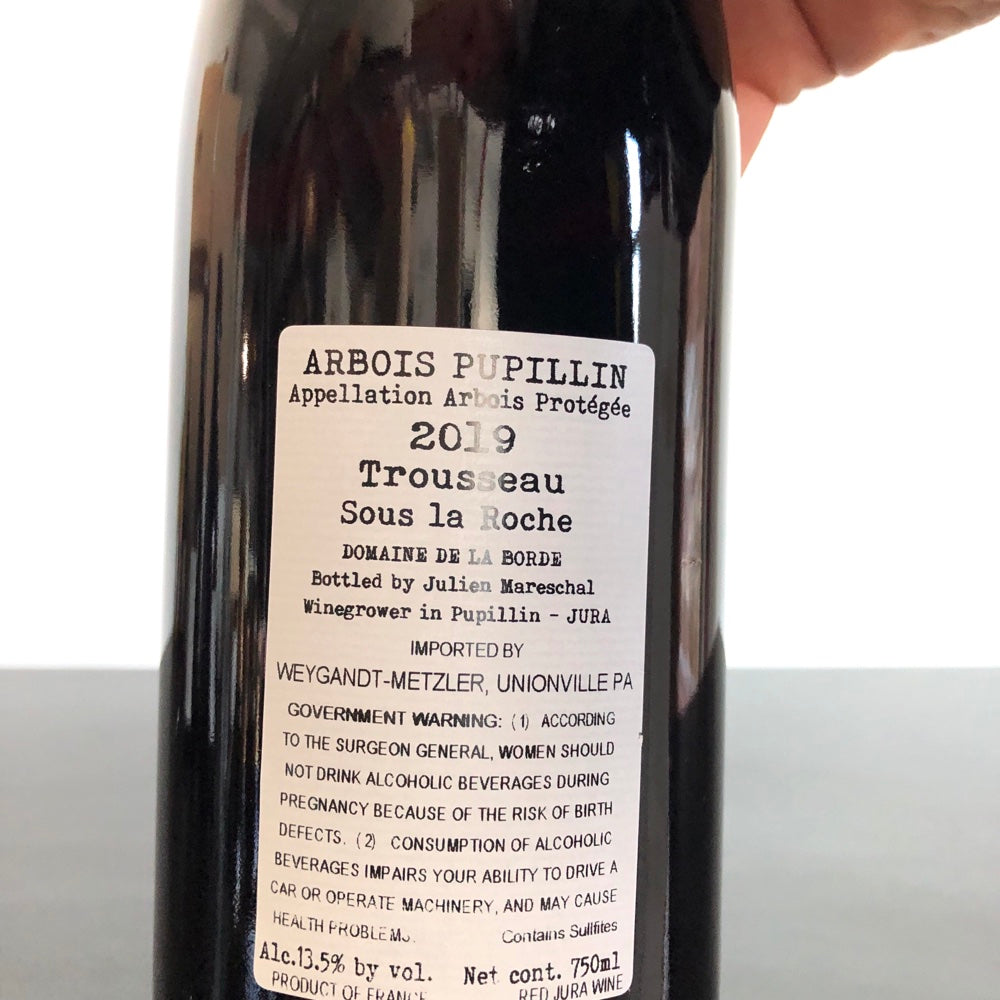 ARBOIS PUPILLIN
Appellation Arbois Protégée
2019
Trousseau
Sous la Roche
DOMAINE DE LA BORDE
Bottled by Julien Mareschal
Winegrower in Pupillin - JURA
IMPORTED BY
WEYGANDT-METZLER, UNIONVILLE PA
GOVERNMENT WARNING: (1) ACCORDING
TO THE SURGEON GENERAL, WOMEN SHOULD
NOT DRINK ALCOHOLIC BEVERAGES DURING
PREGNANCY BECAUSE OF THE RISK OF BIRTH
DEFECTS. (2) CONSUMPTION OF ALCOHOLIC
BEVERAGES IMPAIRS YOUR ABILITY TO DRIVE A
CAR OR OPERATE MACHINERY, AND MAY CAUSE
HEALTH PROBLEMS. Contains Sullfites
Alc.13.5% by vol. Net cont. 750ml
PRODUCT OF FRANCE RED JURA WINE